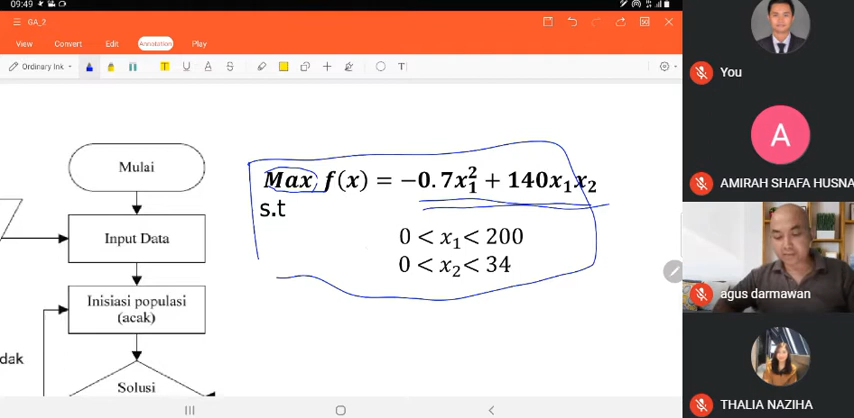 09:49
GA_2
View Convert Edit Annotation Play
Ordinary Ink T U A S T
Mulai
Input Data
Inisiasi populasi
(acak)
Solusi
dak
Max, f(x) = −0.7x₁² + 140x₁x₂
s.t
0 < x₁ < 200
0 < x₂ < 34
You
A
AMIRAH SHAFA HUSNA
agus darmawan
THALIA NAZIHA